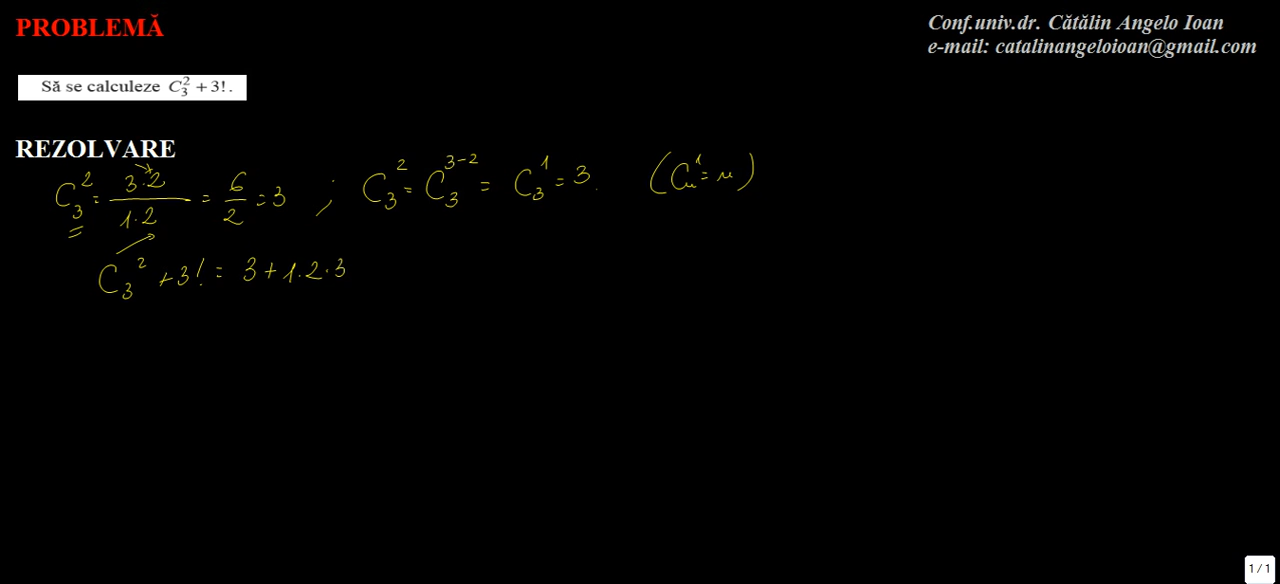 PROBLEMĂ
Conf.univ.dr. Cătălin Angelo Ioan
e-mail: catalinangeloioan@gmail.com
Să se calculeze C₃² + 3! .
REZOLVARE
C₃² = 3·2 / 1·2 = 6/2 = 3 ; C₃² = C₃³⁻² = C₃¹ = 3. (Cₙ¹ = n)
C₃² + 3! = 3 + 1·2·3
1 / 1